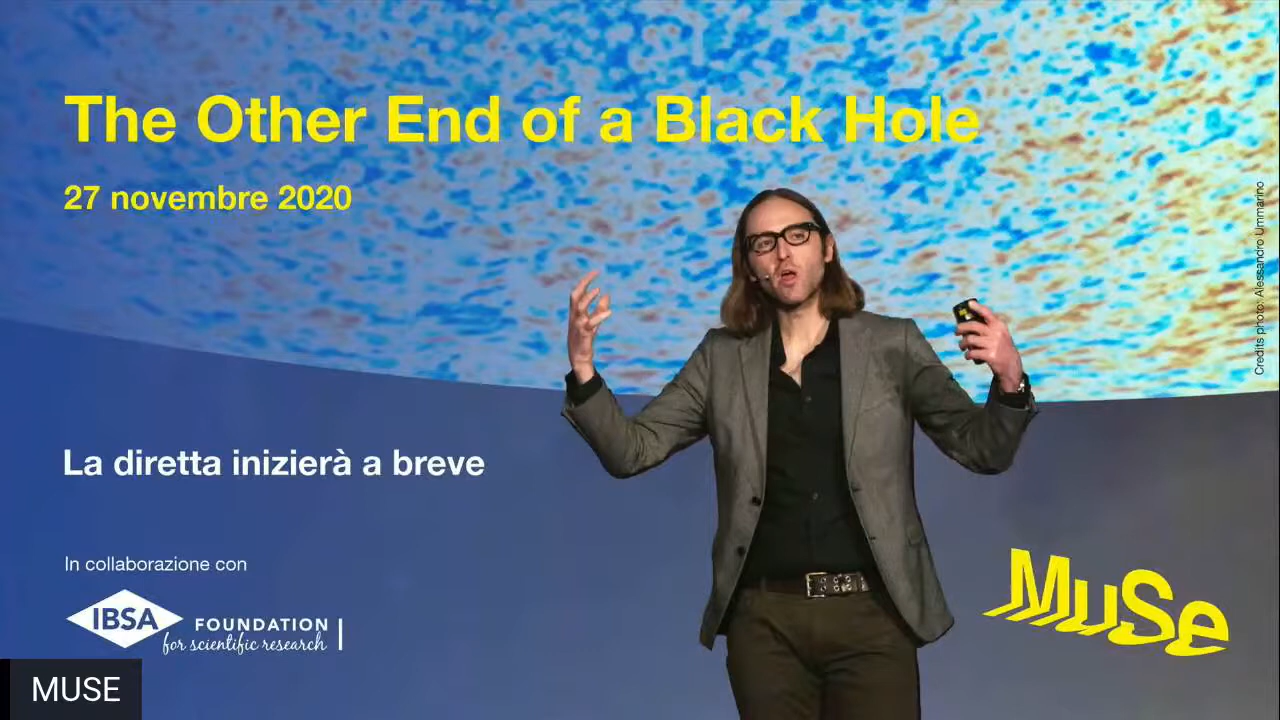 The Other End of a Black Hole
27 novembre 2020
Credits photo: Alessandro Ummarino
La diretta inizierà a breve
In collaborazione con
IBSA FOUNDATION
for scientific research
MuSe
MUSE